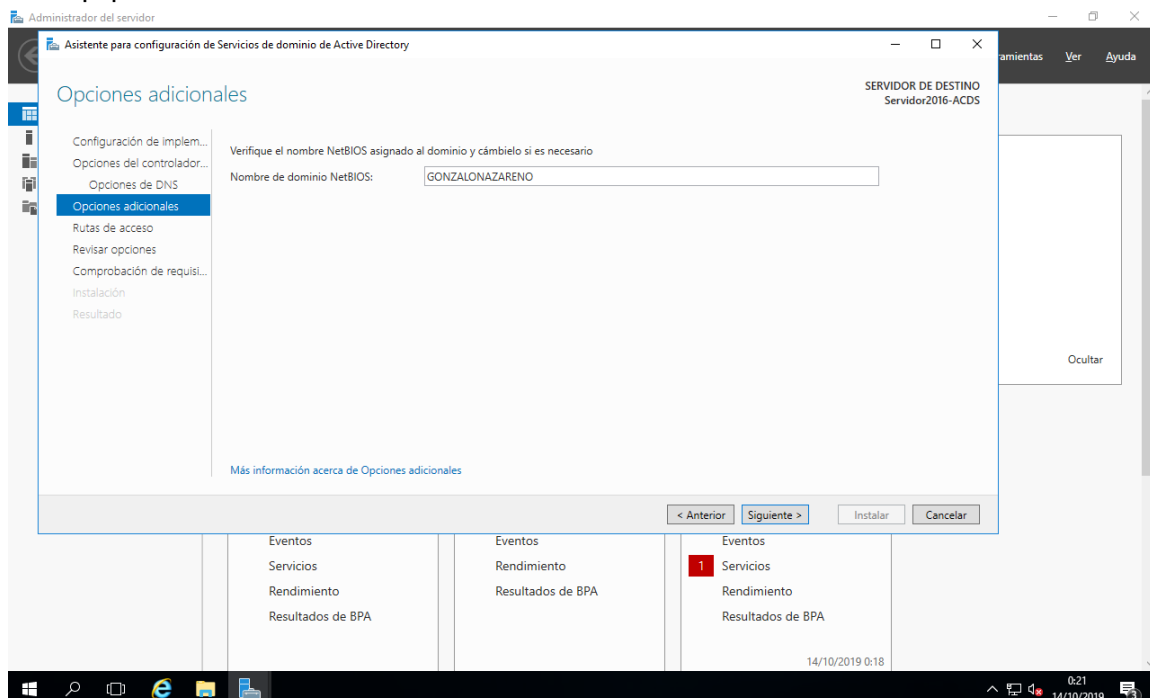 Administrador del servidor
Asistente para configuración de Servicios de dominio de Active Directory
Ver Ayuda
Opciones adicionales
SERVIDOR DE DESTINO
Servidor2016-ACDS
Configuración de implem...
Opciones del controlador...
Opciones de DNS
Opciones adicionales
Rutas de acceso
Revisar opciones
Comprobación de requisi...
Instalación
Resultado
Verifique el nombre NetBIOS asignado al dominio y cámbielo si es necesario
Nombre de dominio NetBIOS: GONZALONAZARENO
Más información acerca de Opciones adicionales
Ocultar
< Anterior Siguiente > Instalar Cancelar
Eventos Eventos Eventos
Servicios Rendimiento 1 Servicios
Rendimiento Resultados de BPA Rendimiento
Resultados de BPA Resultados de BPA
14/10/2019 0:18
0:21
14/10/2019
3